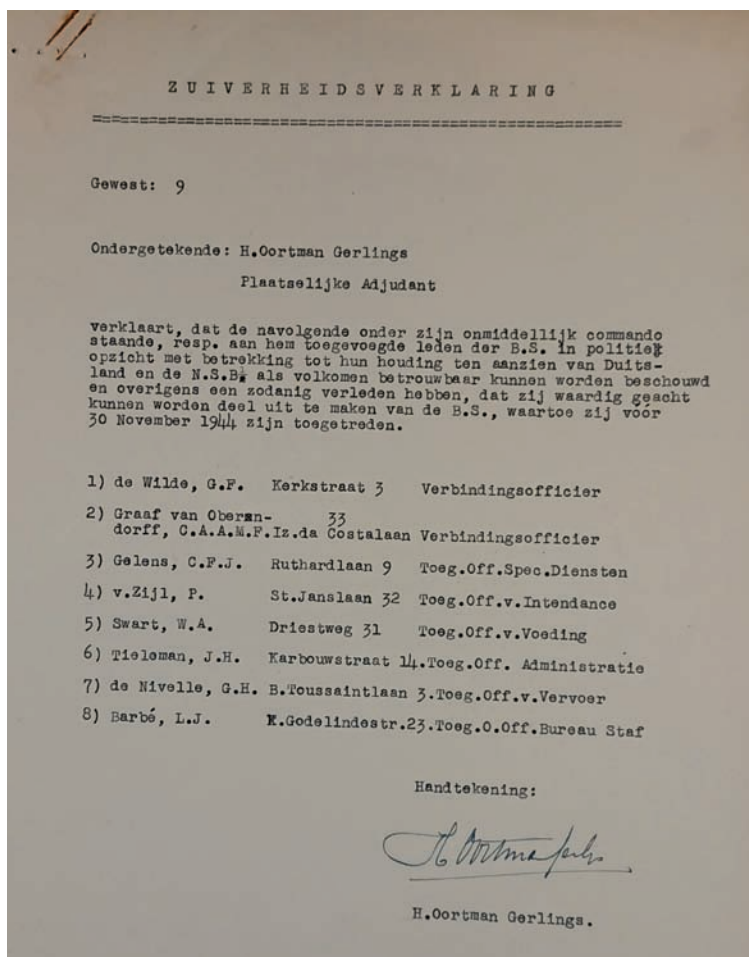 ZUIVERHEIDSVERKLARING
=========================================================
Gewest: 9
Ondergetekende: H.Oortman Gerlings
Plaatselijke Adjudant
verklaart, dat de navolgende onder zijn onmiddellijk commando
staande, resp. aan hem toegevoegde leden der B.S. in politiek
opzicht met betrekking tot hun houding ten aanzien van Duits-
land en de N.S.B. als volkomen betrouwbaar kunnen worden beschouwd
en overigens een zodanig verleden hebben, dat zij waardig geacht
kunnen worden deel uit te maken van de B.S., waartoe zij vóór
30 November 1944 zijn toegetreden.
1) de Wilde, G.F. Kerkstraat 3 Verbindingsofficier
2) Graaf van Obern- 33
dorff, C.A.A.M.F.Iz.da Costalaan Verbindingsofficier
3) Gelens, C.F.J. Ruthardlaan 9 Toeg.Off.Spec.Diensten
4) v.Zijl, P. St.Janslaan 32 Toeg.Off.v.Intendance
5) Swart, W.A. Driestweg 31 Toeg.Off.v.Voeding
6) Tieleman, J.H. Karbouwstraat 14.Toeg.Off. Administratie
7) de Nivelle, G.H. B.Toussaintlaan 3.Toeg.Off.v.Vervoer
8) Barbé, L.J. K.Godelindestr.23.Toeg.O.Off.Bureau Staf
Handtekening:
H Oortman Gerlings
H.Oortman Gerlings.